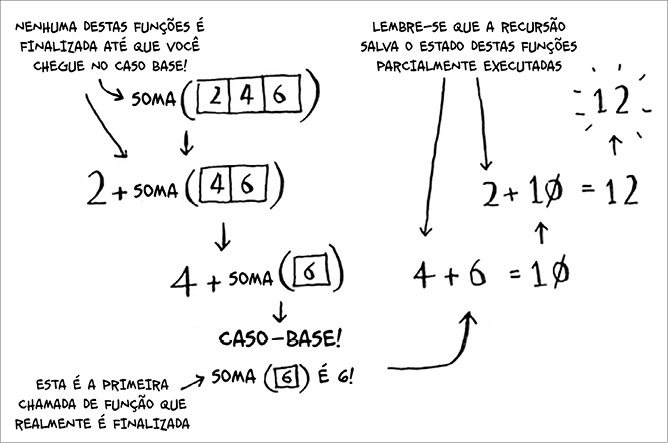 NENHUMA DESTAS FUNÇÕES É
FINALIZADA ATÉ QUE VOCÊ
CHEGUE NO CASO BASE!
LEMBRE-SE QUE A RECURSÃO
SALVA O ESTADO DESTAS FUNÇÕES
PARCIALMENTE EXECUTADAS
SOMA (2 4 6)
12
2 + SOMA (4 6)
2 + 10 = 12
4 + SOMA (6)
4 + 6 = 10
CASO-BASE!
SOMA (6) É 6!
ESTA É A PRIMEIRA
CHAMADA DE FUNÇÃO QUE
REALMENTE É FINALIZADA